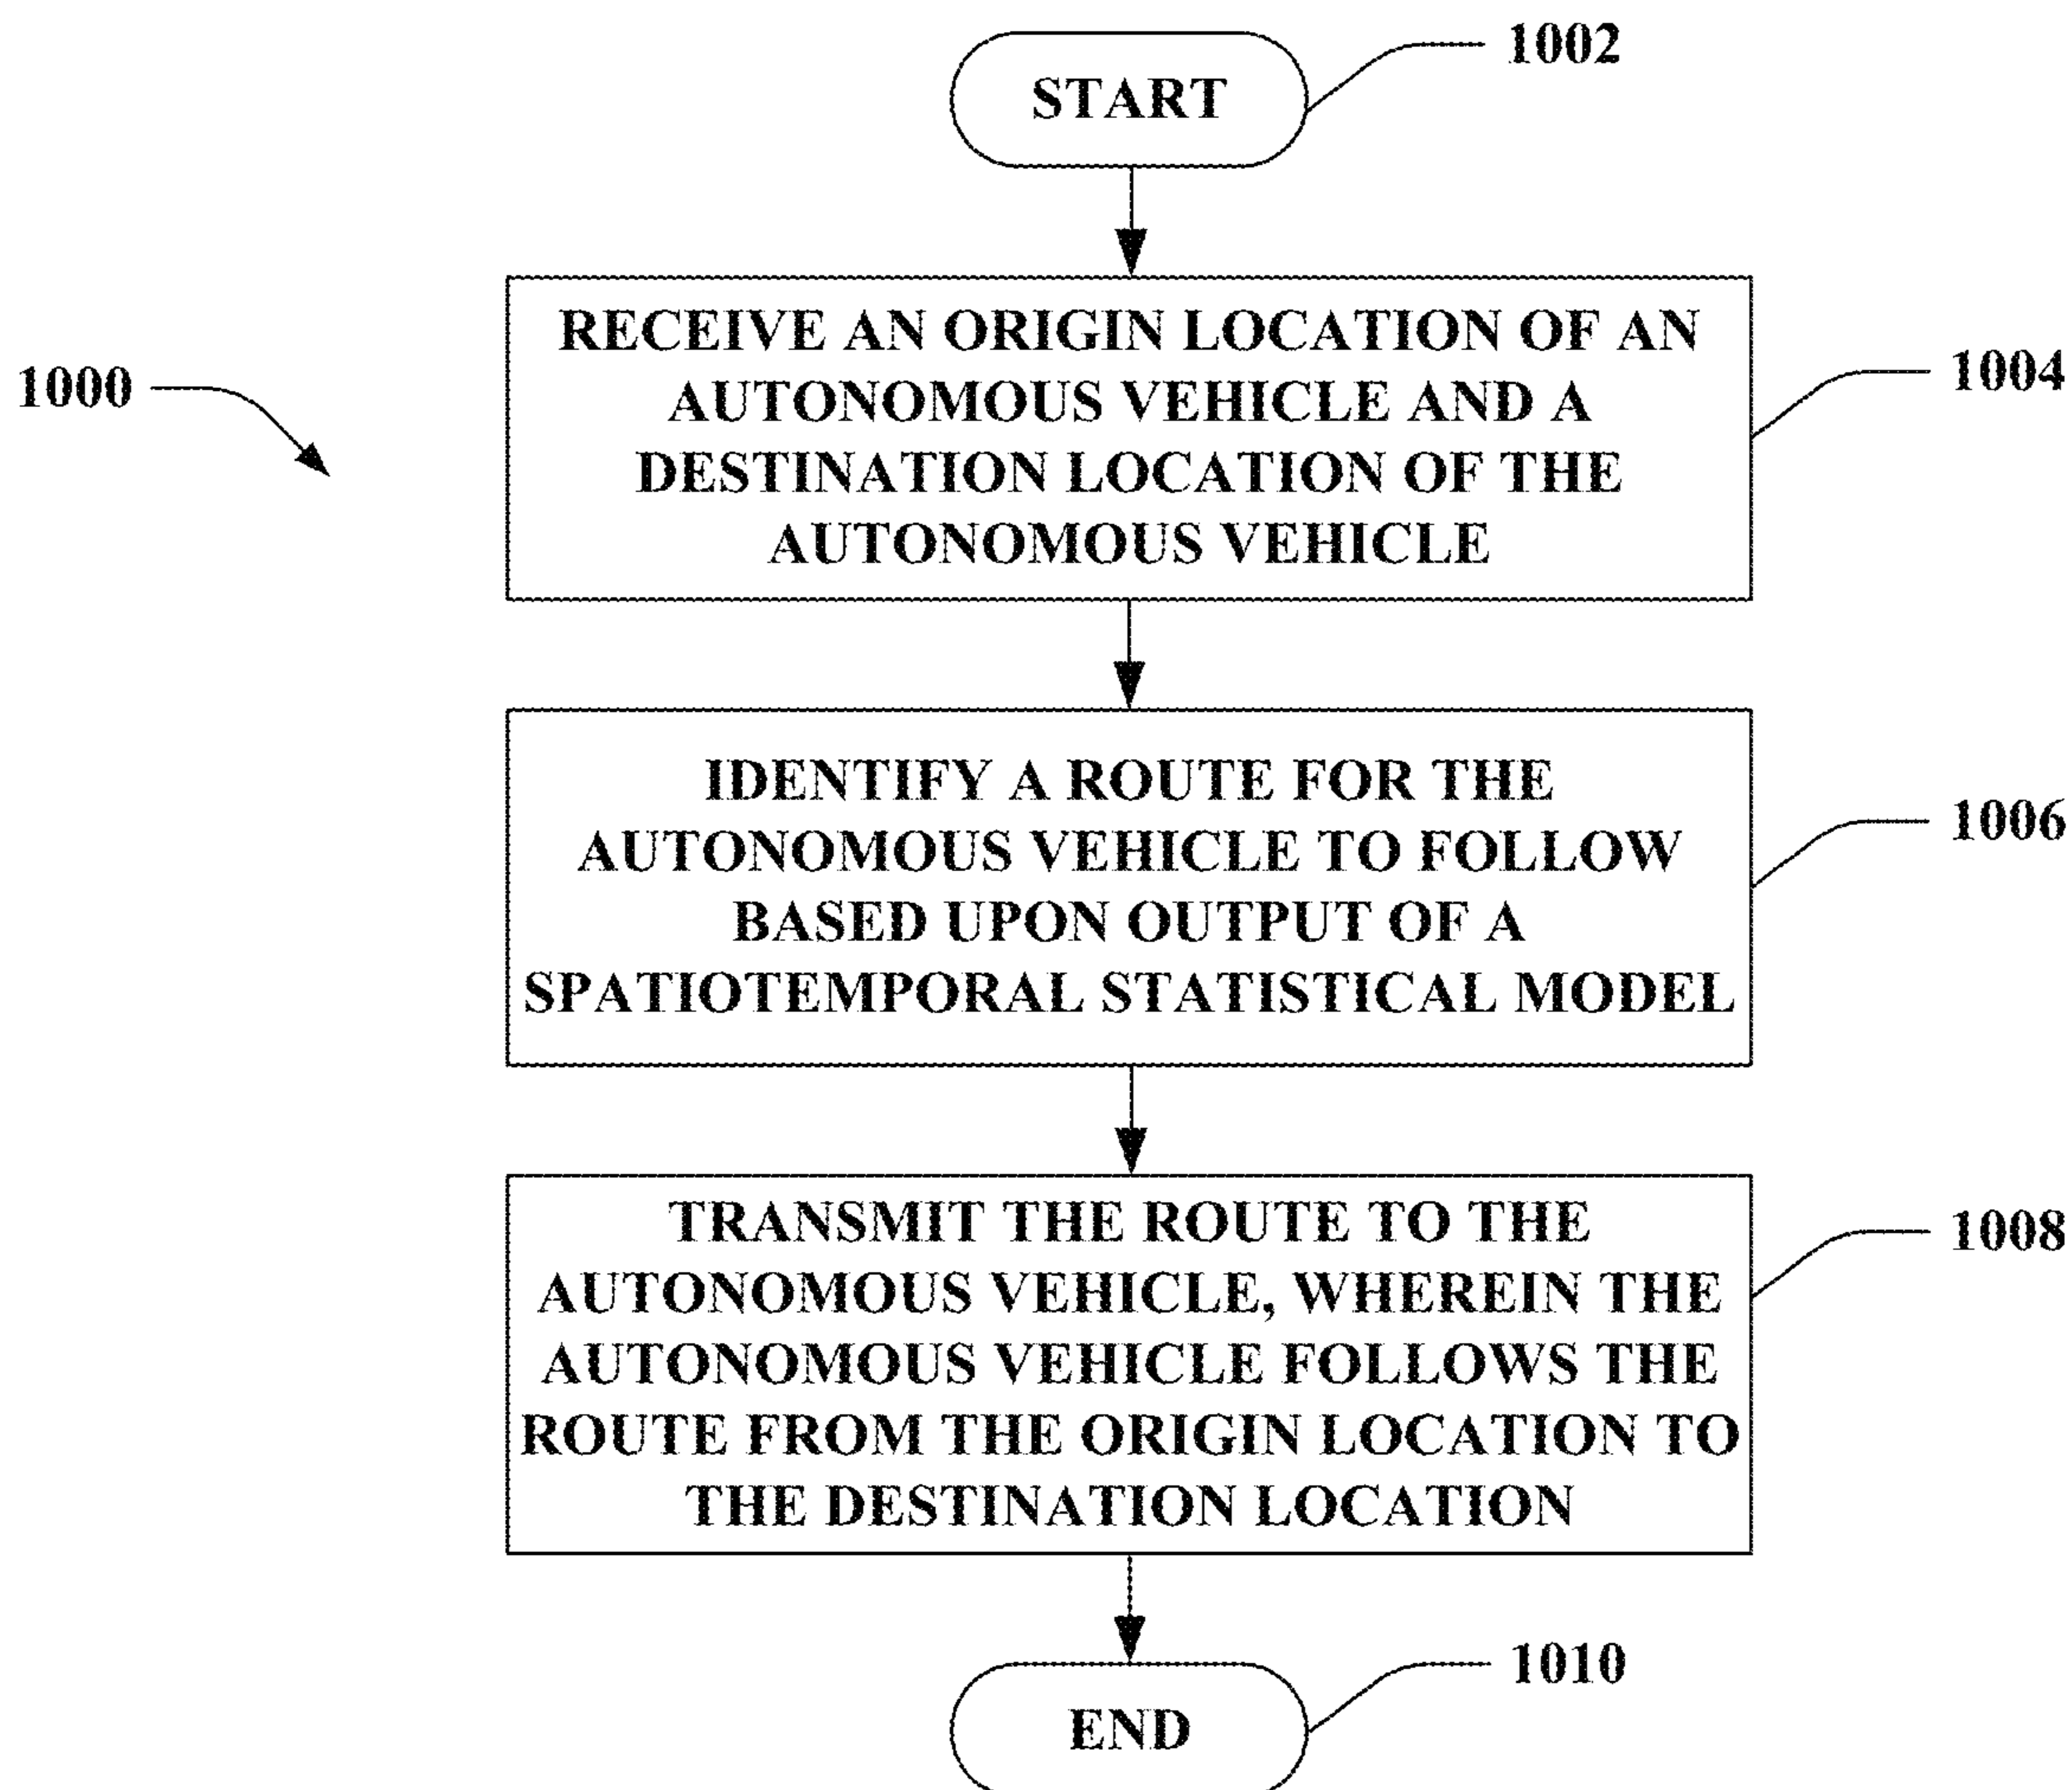 START
1002
1000
RECEIVE AN ORIGIN LOCATION OF AN
AUTONOMOUS VEHICLE AND A
DESTINATION LOCATION OF THE
AUTONOMOUS VEHICLE
1004
IDENTIFY A ROUTE FOR THE
AUTONOMOUS VEHICLE TO FOLLOW
BASED UPON OUTPUT OF A
SPATIOTEMPORAL STATISTICAL MODEL
1006
TRANSMIT THE ROUTE TO THE
AUTONOMOUS VEHICLE, WHEREIN THE
AUTONOMOUS VEHICLE FOLLOWS THE
ROUTE FROM THE ORIGIN LOCATION TO
THE DESTINATION LOCATION
1008
END
1010